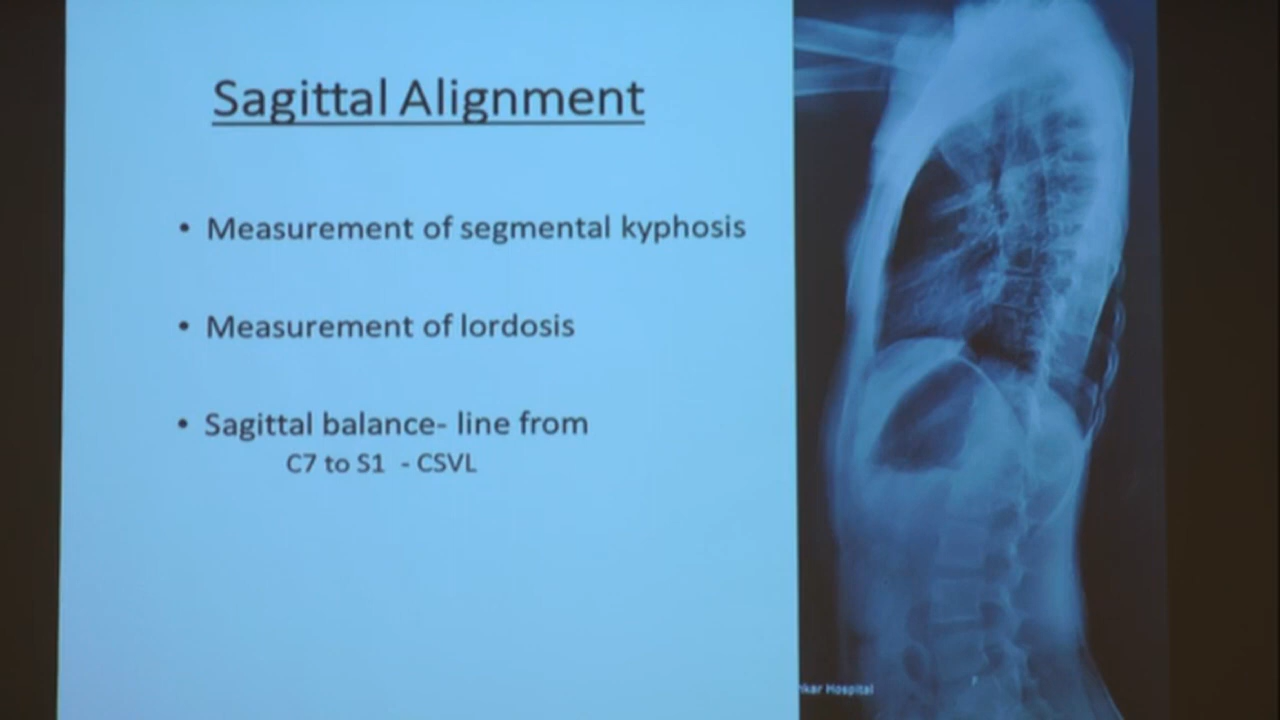 Sagittal Alignment
• Measurement of segmental kyphosis
• Measurement of lordosis
• Sagittal balance- line from
C7 to S1 - CSVL
Hospital